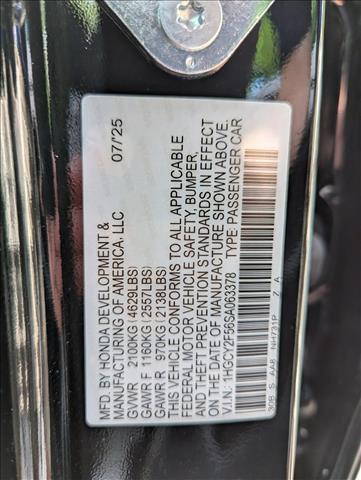 MFD. BY HONDA DEVELOPMENT &
MANUFACTURING OF AMERICA, LLC 07/25
GVWR 2100KG(4629LBS)
GAWR F 1160KG(2557LBS)
GAWR R 970KG(2138LBS)
THIS VEHICLE CONFORMS TO ALL APPLICABLE
FEDERAL MOTOR VEHICLE SAFETY, BUMPER,
AND THEFT PREVENTION STANDARDS IN EFFECT
ON THE DATE OF MANUFACTURE SHOWN ABOVE.
V.I.N.: 1HGCY2F56SA063378 TYPE: PASSENGER CAR
30B S AA8 NH731P Z A